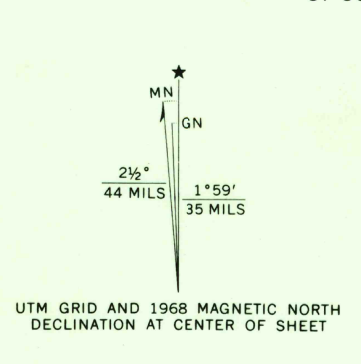 MN
GN
2½°
44 MILS
1°59′
35 MILS
UTM GRID AND 1968 MAGNETIC NORTH
DECLINATION AT CENTER OF SHEET